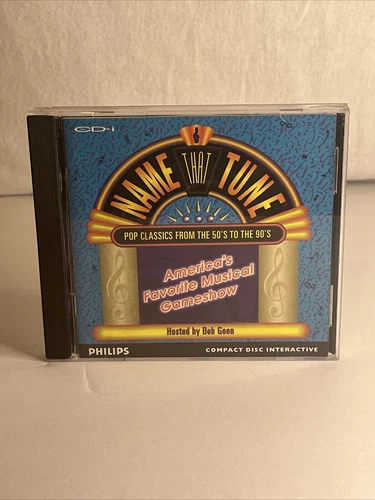 CD-i
NAME THAT TUNE
POP CLASSICS FROM THE 50'S TO THE 90'S
America's
Favorite Musical
Gameshow
Hosted by Bob Goen
PHILIPS
COMPACT DISC INTERACTIVE